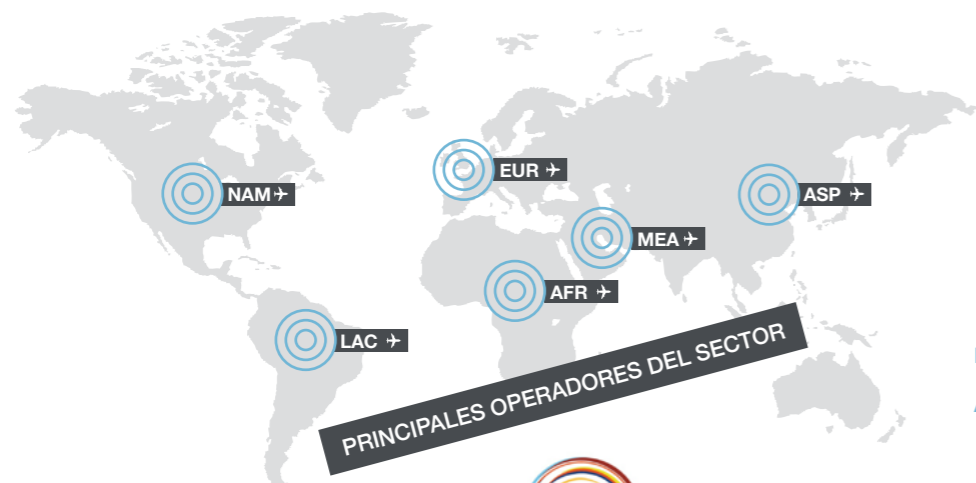 NAM
EUR
ASP
MEA
AFR
LAC
PRINCIPALES OPERADORES DEL SECTOR